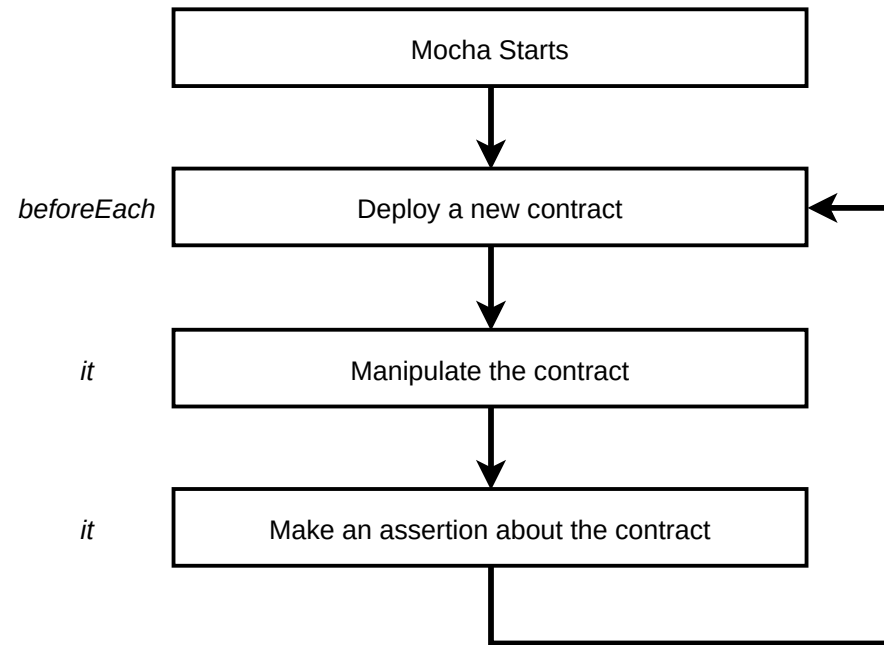 Mocha Starts
beforeEach
Deploy a new contract
it
Manipulate the contract
it
Make an assertion about the contract